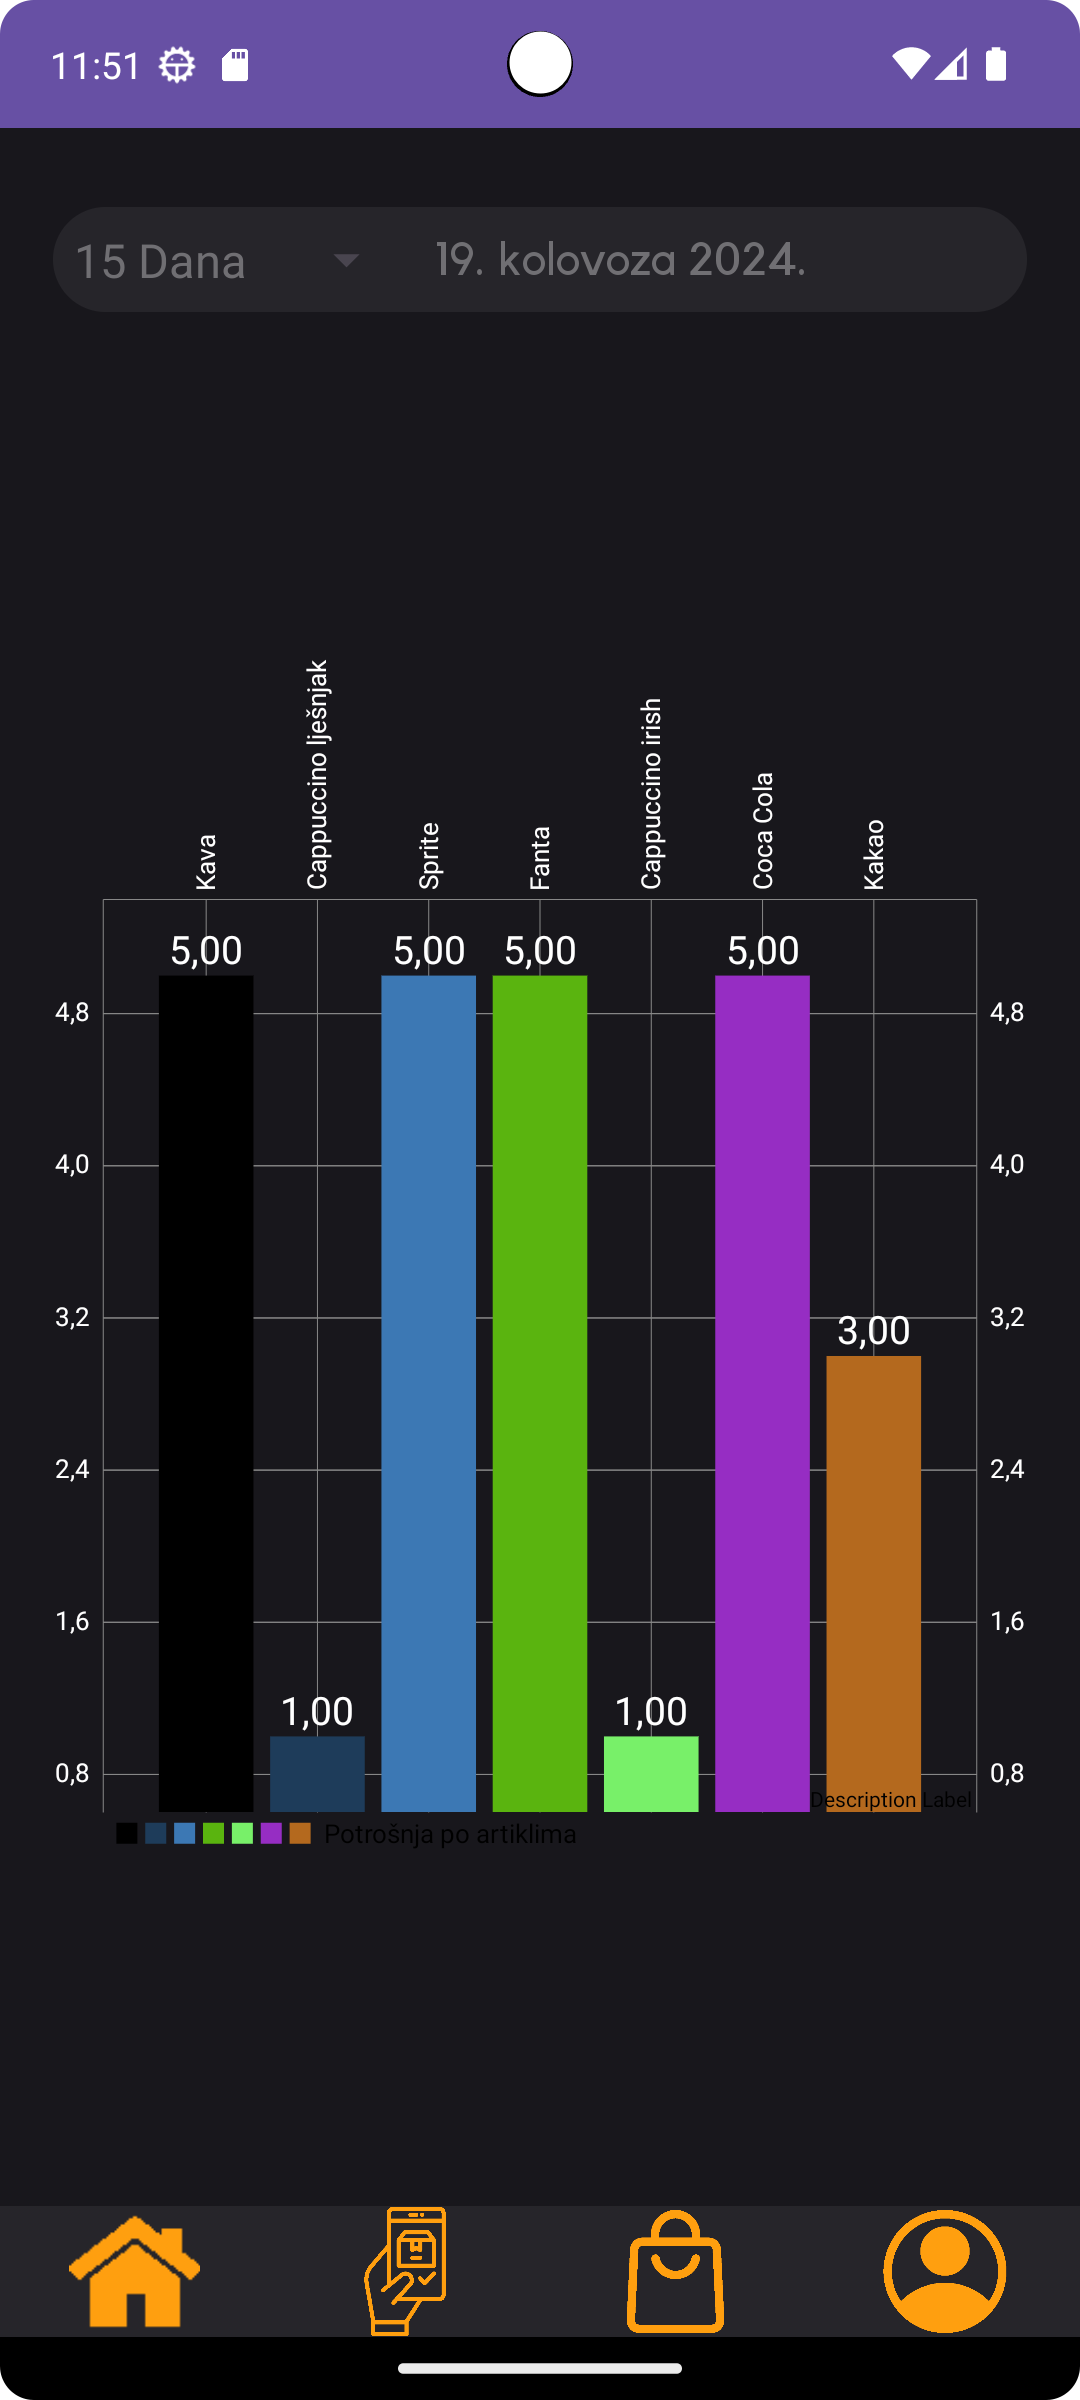 11:51
15 Dana 19. kolovoza 2024.
Kava Cappuccino lješnjak Sprite Fanta Cappuccino irish Coca Cola Kakao
5,00 5,00 5,00 5,00
4,8 4,8
4,0 4,0
3,2 3,2
3,00
2,4 2,4
1,6 1,6
1,00 1,00
0,8 0,8
Description Label
Potrošnja po artiklima